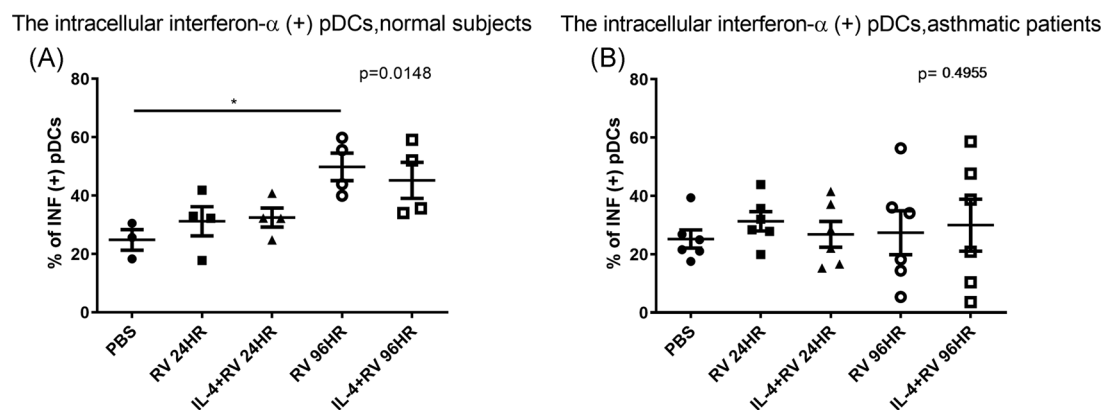 The intracellular interferon-α (+) pDCs,normal subjects
(A)
p=0.0148
*
% of INF (+) pDCs
80
60
40
20
0
PBS
RV 24HR
IL-4+RV 24HR
RV 96HR
IL-4+RV 96HR
The intracellular interferon-α (+) pDCs,asthmatic patients
(B)
p= 0.4955
% of INF (+) pDCs
80
60
40
20
0
PBS
RV 24HR
IL-4+RV 24HR
RV 96HR
IL-4+RV 96HR